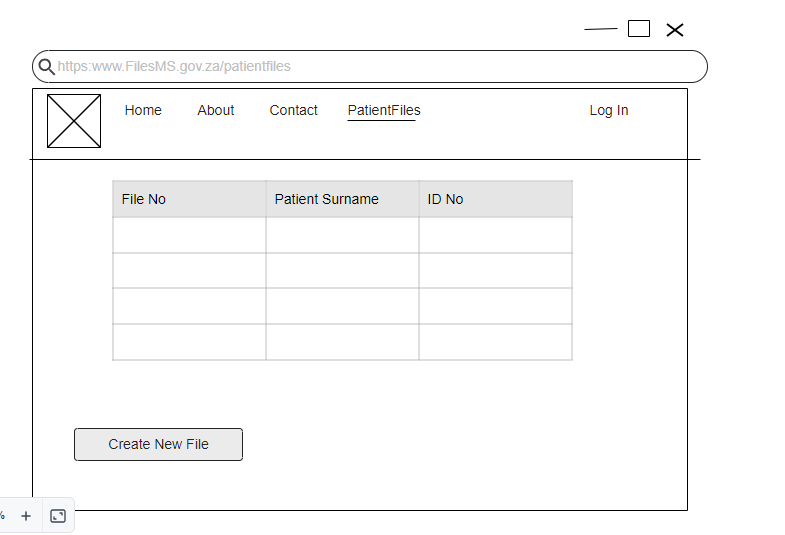 https:www.FilesMS.gov.za/patientfiles
Home About Contact PatientFiles Log In
File No Patient Surname ID No
Create New File
% +